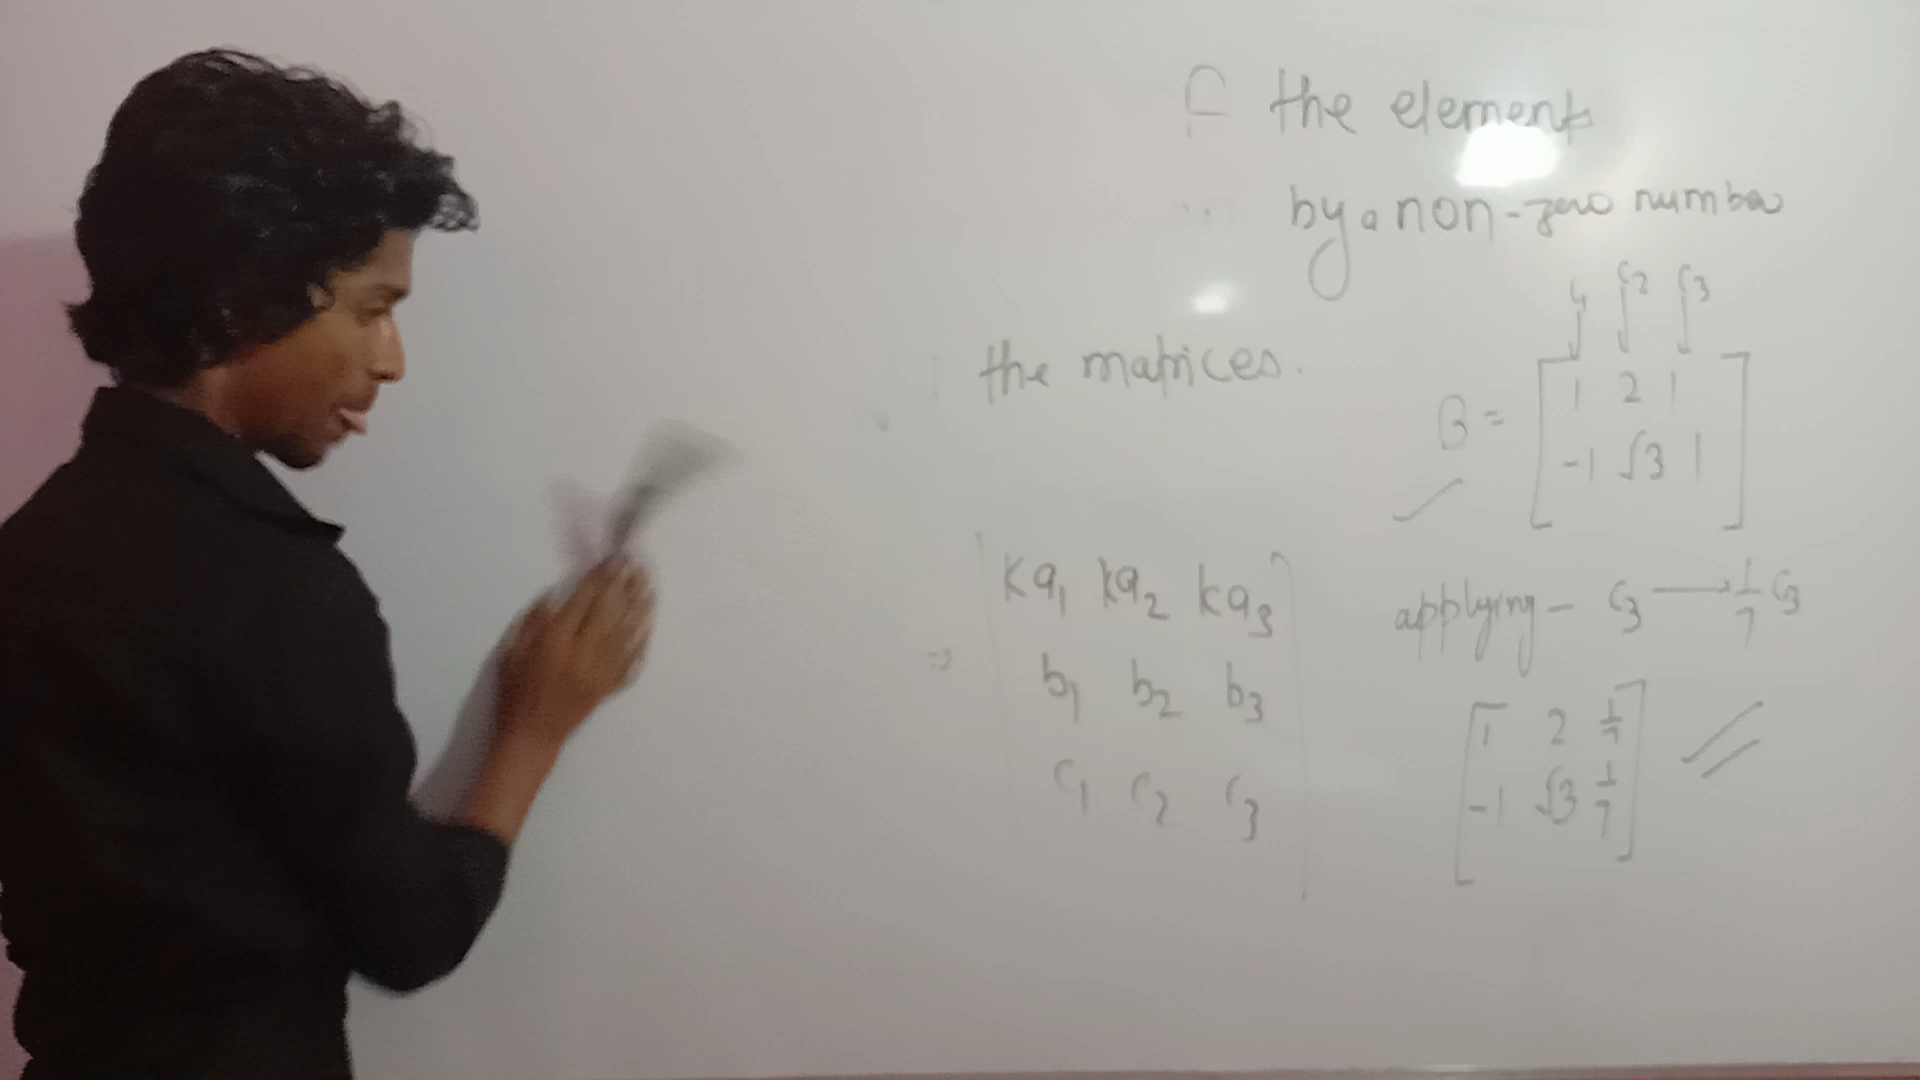 the elements
by a non-zero number
the matrices.
C1 C2 C3
B = [1 2 1
-1 √3 1]
⇒ ka1 ka2 ka3
b1 b2 b3
c1 c2 c3
applying - C3 → 1/7 C3
[1 2 1/7
-1 √3 1/7]